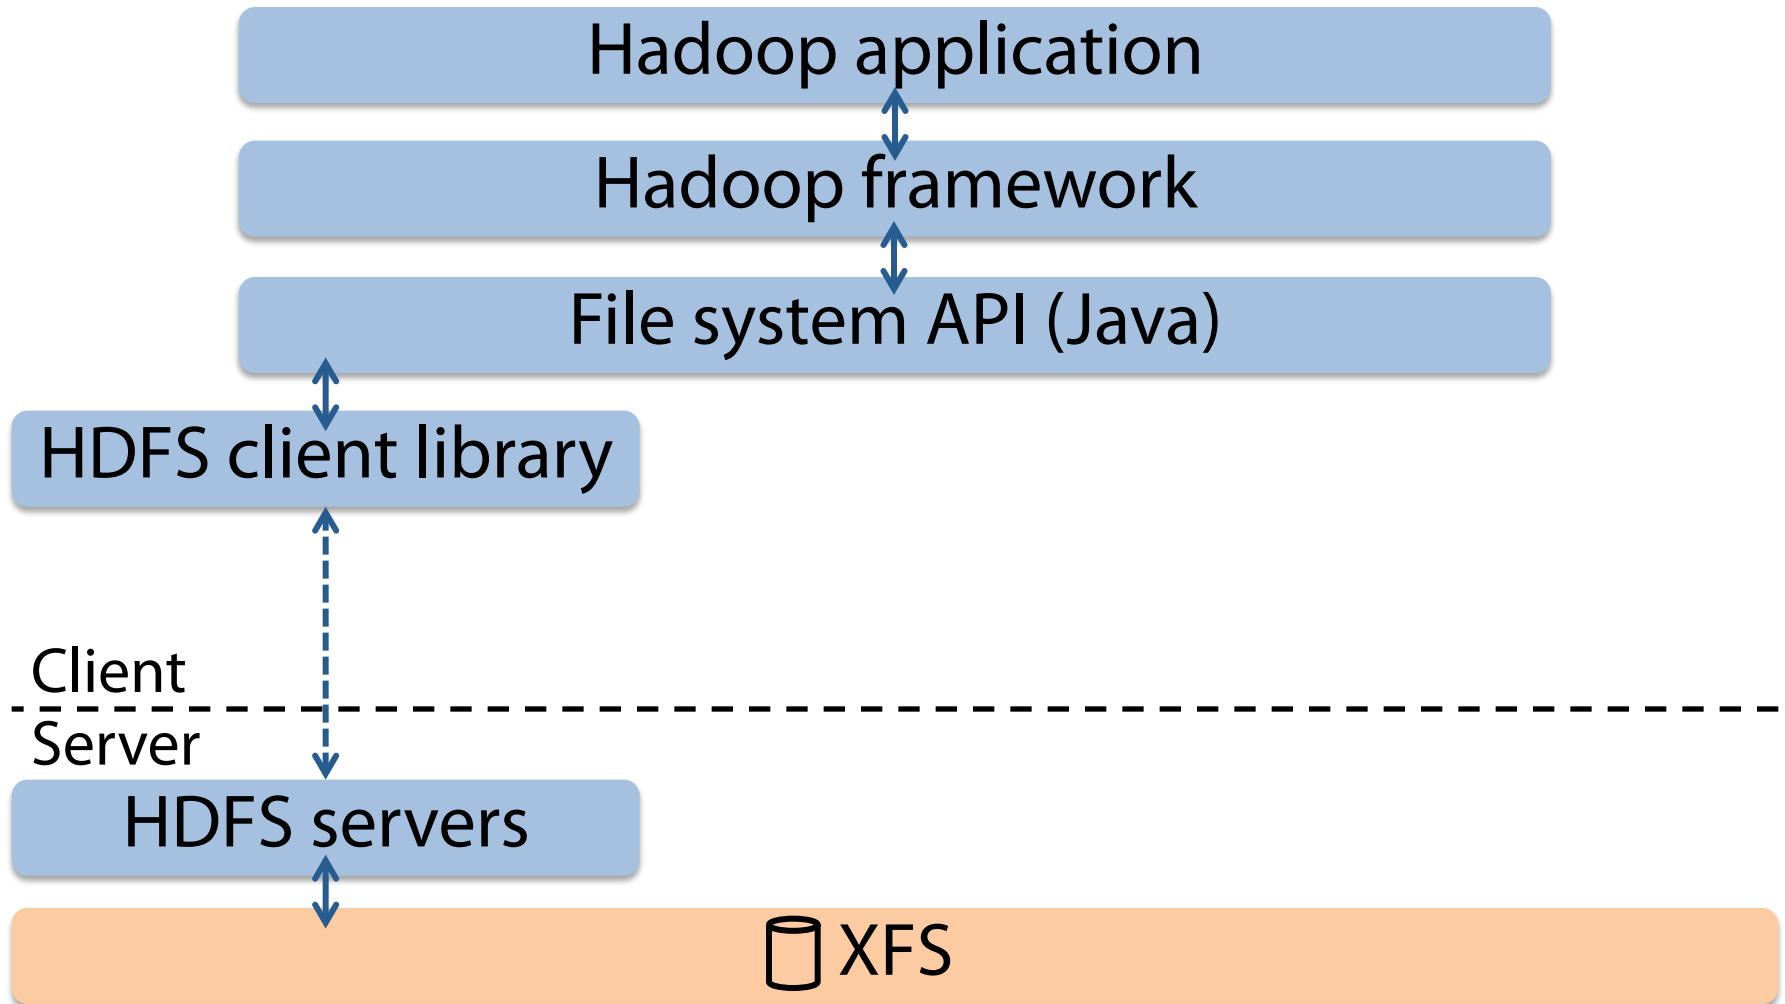 Hadoop application
Hadoop framework
File system API (Java)
HDFS client library
Client
Server
HDFS servers
XFS